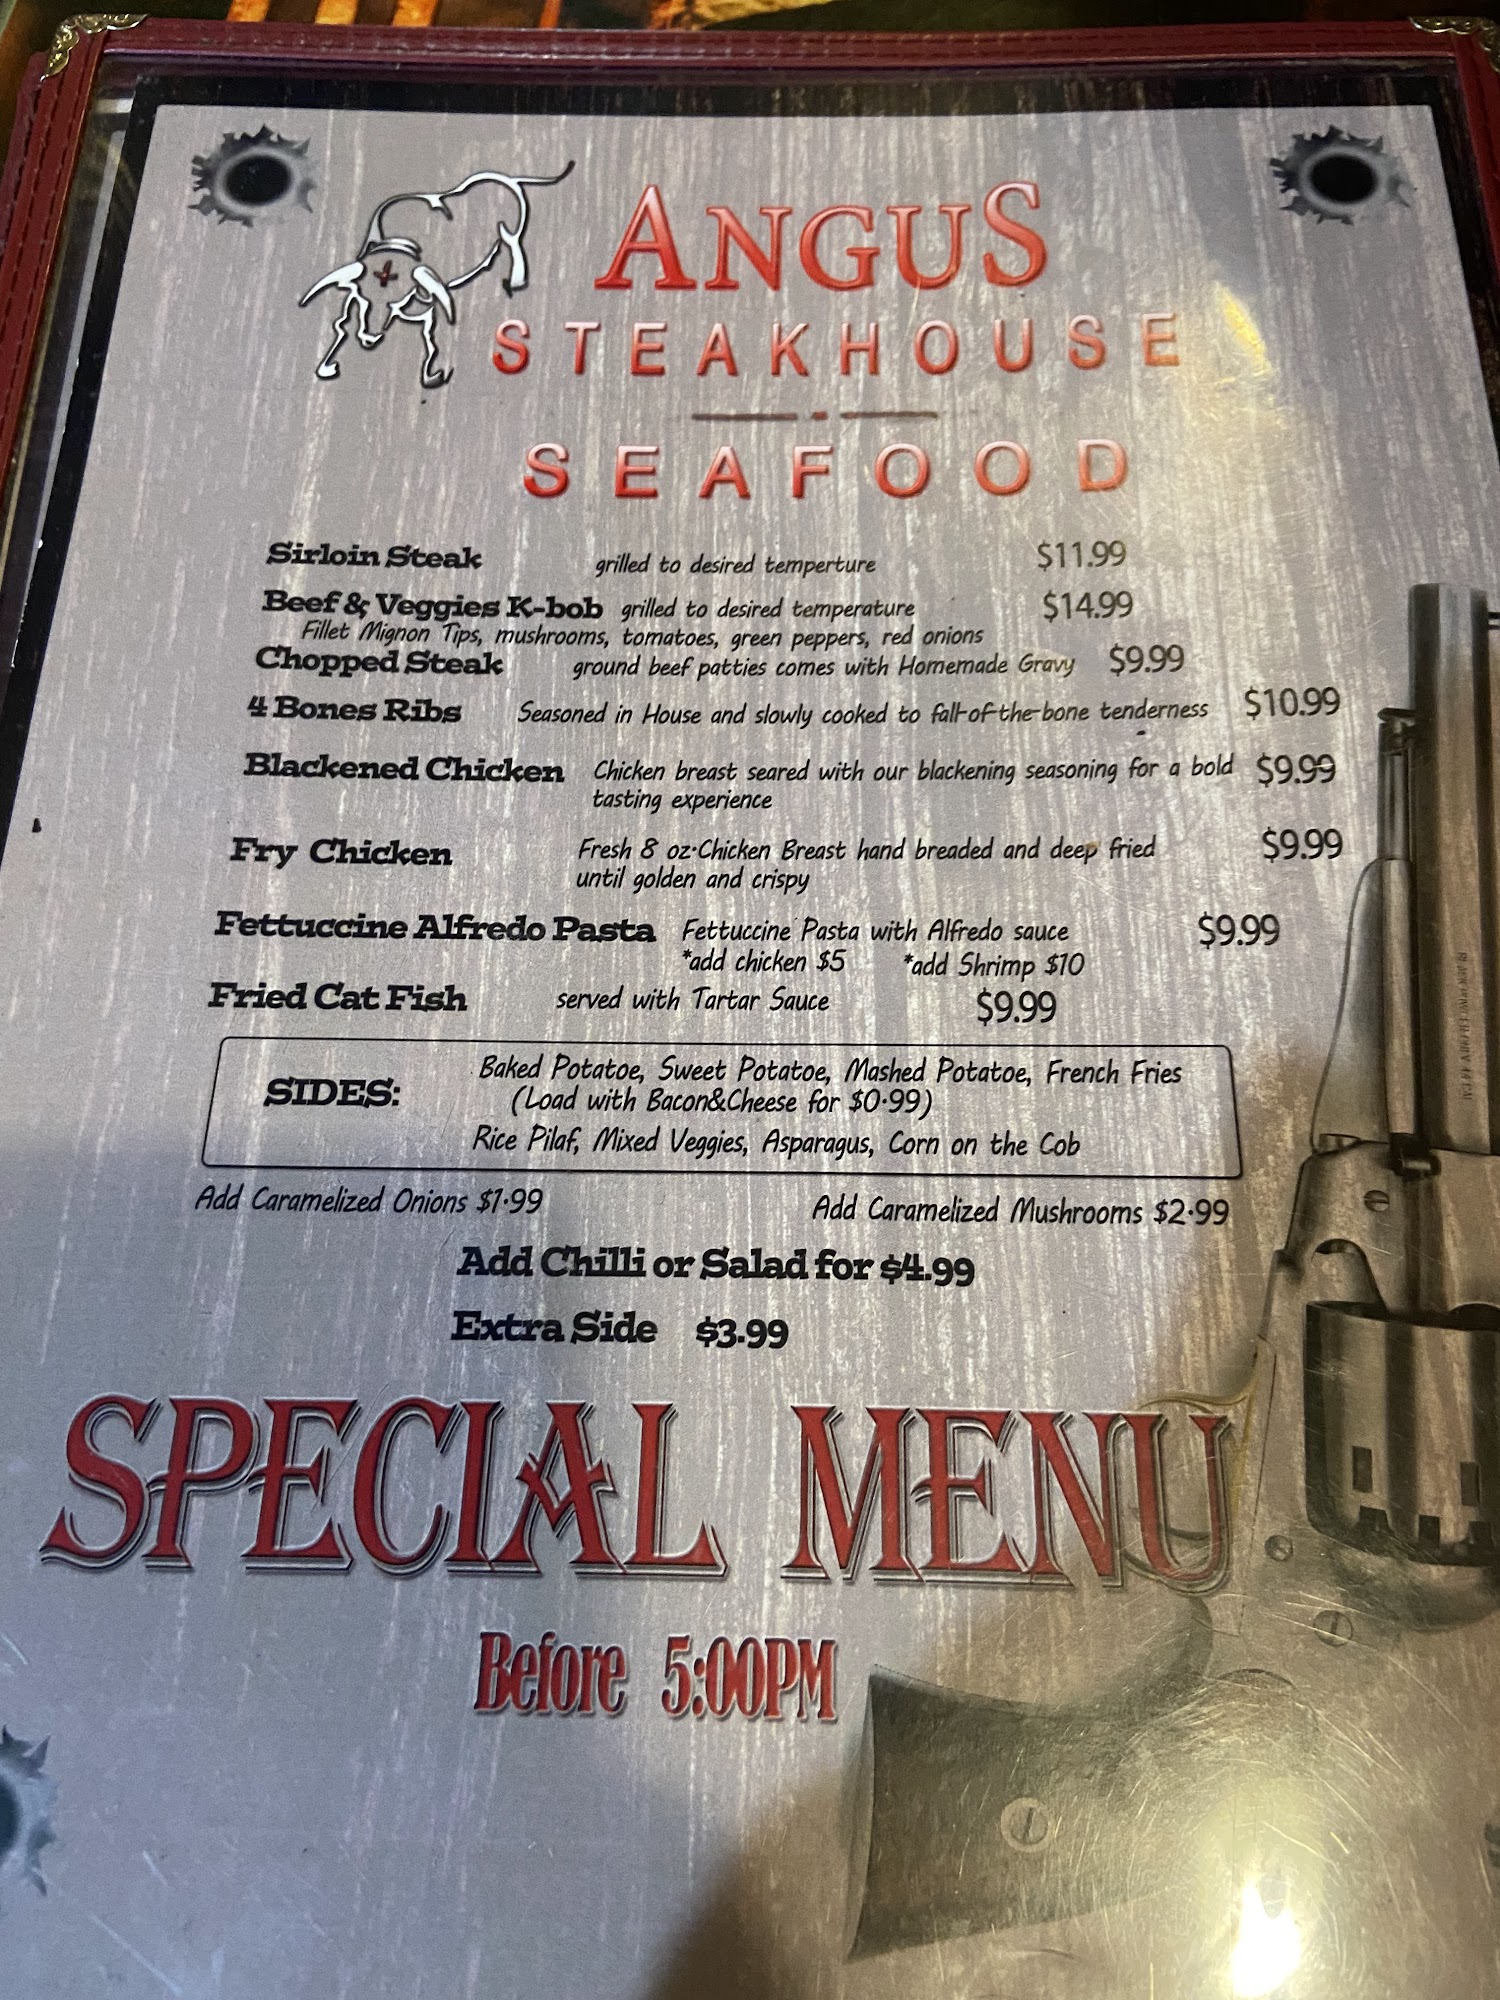 ANGUS
STEAKHOUSE
SEAFOOD
Sirloin Steak grilled to desired temperture $11.99
Beef & Veggies K-bob grilled to desired temperature $14.99
Fillet Mignon Tips, mushrooms, tomatoes, green peppers, red onions
Chopped Steak ground beef patties comes with Homemade Gravy $9.99
4 Bones Ribs Seasoned in House and slowly cooked to fall-of-the-bone tenderness $10.99
Blackened Chicken Chicken breast seared with our blackening seasoning for a bold $9.99
tasting experience
Fry Chicken Fresh 8 oz·Chicken Breast hand breaded and deep fried $9.99
until golden and crispy
Fettuccine Alfredo Pasta Fettuccine Pasta with Alfredo sauce $9.99
*add chicken $5 *add Shrimp $10
Fried Cat Fish served with Tartar Sauce $9.99
SIDES: Baked Potatoe, Sweet Potatoe, Mashed Potatoe, French Fries
(Load with Bacon&Cheese for $0.99)
Rice Pilaf, Mixed Veggies, Asparagus, Corn on the Cob
Add Caramelized Onions $1.99 Add Caramelized Mushrooms $2.99
Add Chilli or Salad for $4.99
Extra Side $3.99
SPECIAL MENU
Before 5:00PM